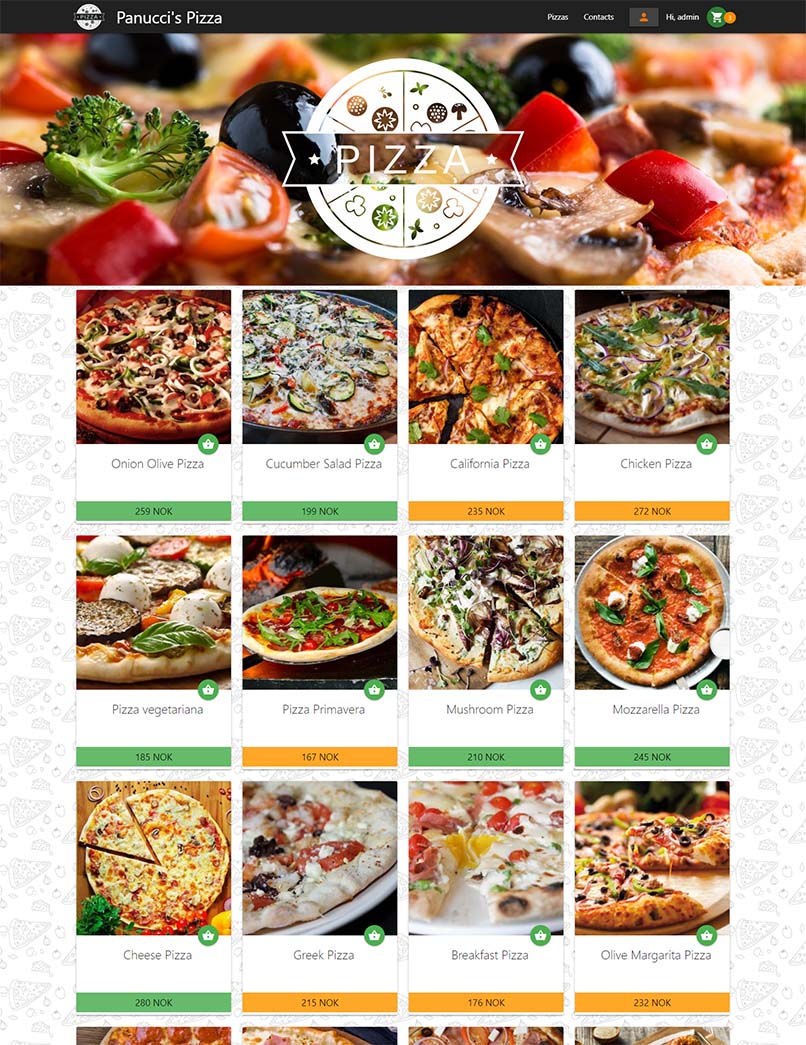 PIZZA Panucci's Pizza Pizzas Contacts Hi, admin 3
PIZZA
Onion Olive Pizza Cucumber Salad Pizza California Pizza Chicken Pizza
259 NOK 199 NOK 235 NOK 272 NOK
Pizza vegetariana Pizza Primavera Mushroom Pizza Mozzarella Pizza
185 NOK 167 NOK 210 NOK 245 NOK
Cheese Pizza Greek Pizza Breakfast Pizza Olive Margarita Pizza
280 NOK 215 NOK 176 NOK 232 NOK